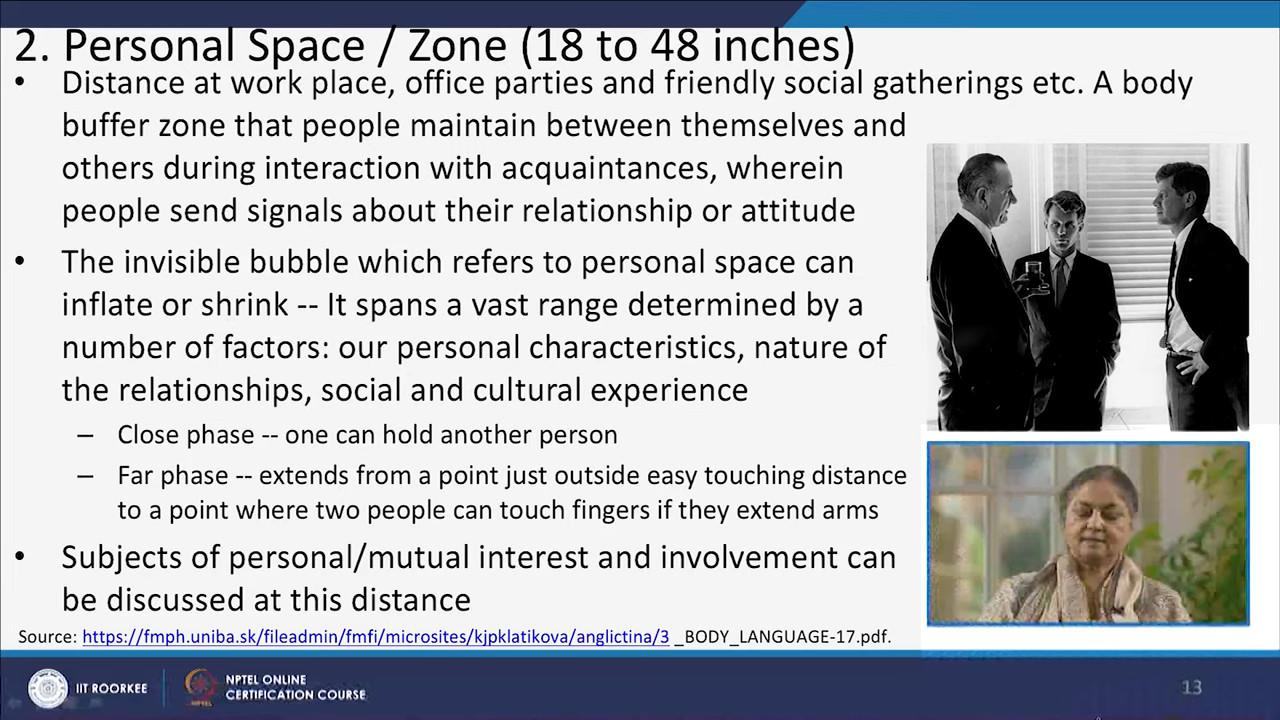 2. Personal Space / Zone (18 to 48 inches)
• Distance at work place, office parties and friendly social gatherings etc. A body
buffer zone that people maintain between themselves and
others during interaction with acquaintances, wherein
people send signals about their relationship or attitude
• The invisible bubble which refers to personal space can
inflate or shrink -- It spans a vast range determined by a
number of factors: our personal characteristics, nature of
the relationships, social and cultural experience
– Close phase -- one can hold another person
– Far phase -- extends from a point just outside easy touching distance
to a point where two people can touch fingers if they extend arms
• Subjects of personal/mutual interest and involvement can
be discussed at this distance
Source: https://fmph.uniba.sk/fileadmin/fmfi/microsites/kjpklatikova/anglictina/3 _BODY_LANGUAGE-17.pdf.
IIT ROORKEE
NPTEL ONLINE
CERTIFICATION COURSE
NPTEL
13